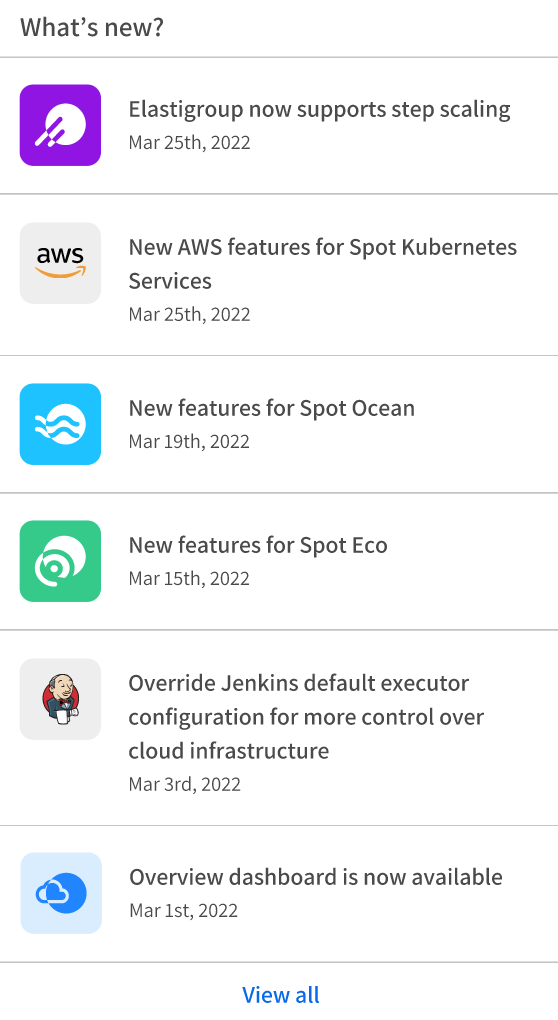 What’s new?
Elastigroup now supports step scaling
Mar 25th, 2022
aws
New AWS features for Spot Kubernetes
Services
Mar 25th, 2022
New features for Spot Ocean
Mar 19th, 2022
New features for Spot Eco
Mar 15th, 2022
Override Jenkins default executor
configuration for more control over
cloud infrastructure
Mar 3rd, 2022
Overview dashboard is now available
Mar 1st, 2022
View all